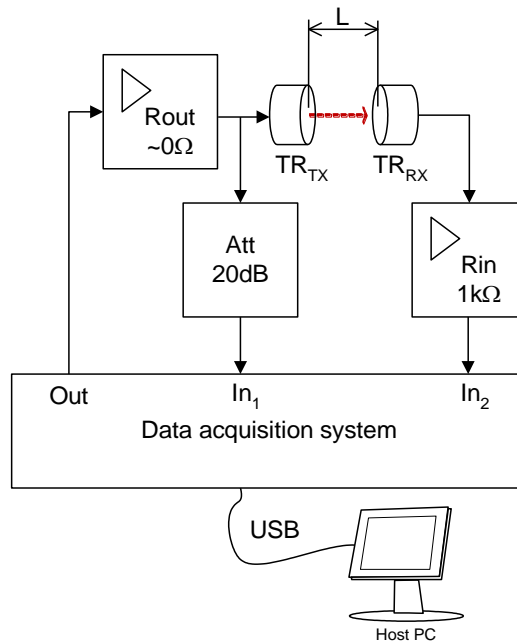 L
Rout
~0Ω
TR_TX
TR_RX
Att
20dB
Rin
1kΩ
Out
In_1
In_2
Data acquisition system
USB
Host PC